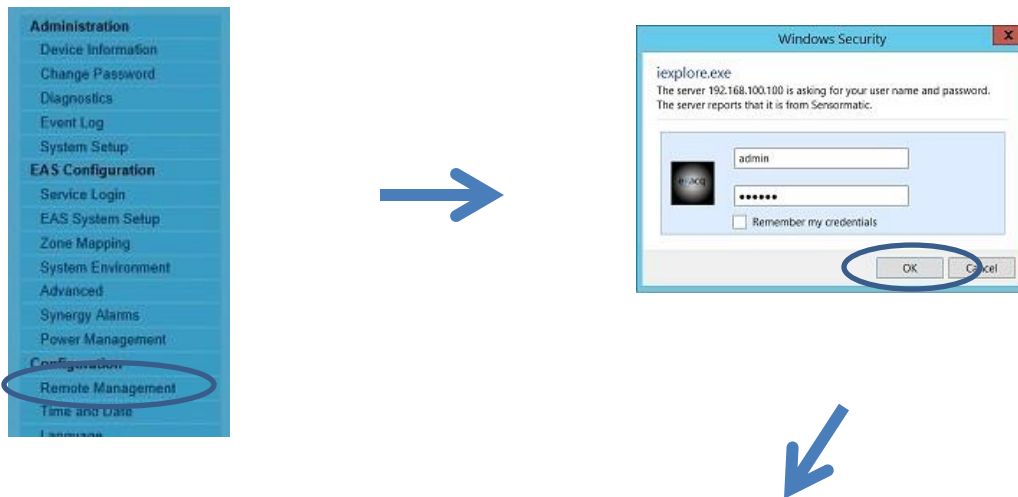 Administration
Device Information
Change Password
Diagnostics
Event Log
System Setup
EAS Configuration
Service Login
EAS System Setup
Zone Mapping
System Environment
Advanced
Synergy Alarms
Power Management
Configuration
Remote Management
Time and Date
Language
Windows Security
X
iexplore.exe
The server 192.168.100.100 is asking for your user name and password.
The server reports that it is from Sensormatic.
admin
••••••
Remember my credentials
OK
Cancel